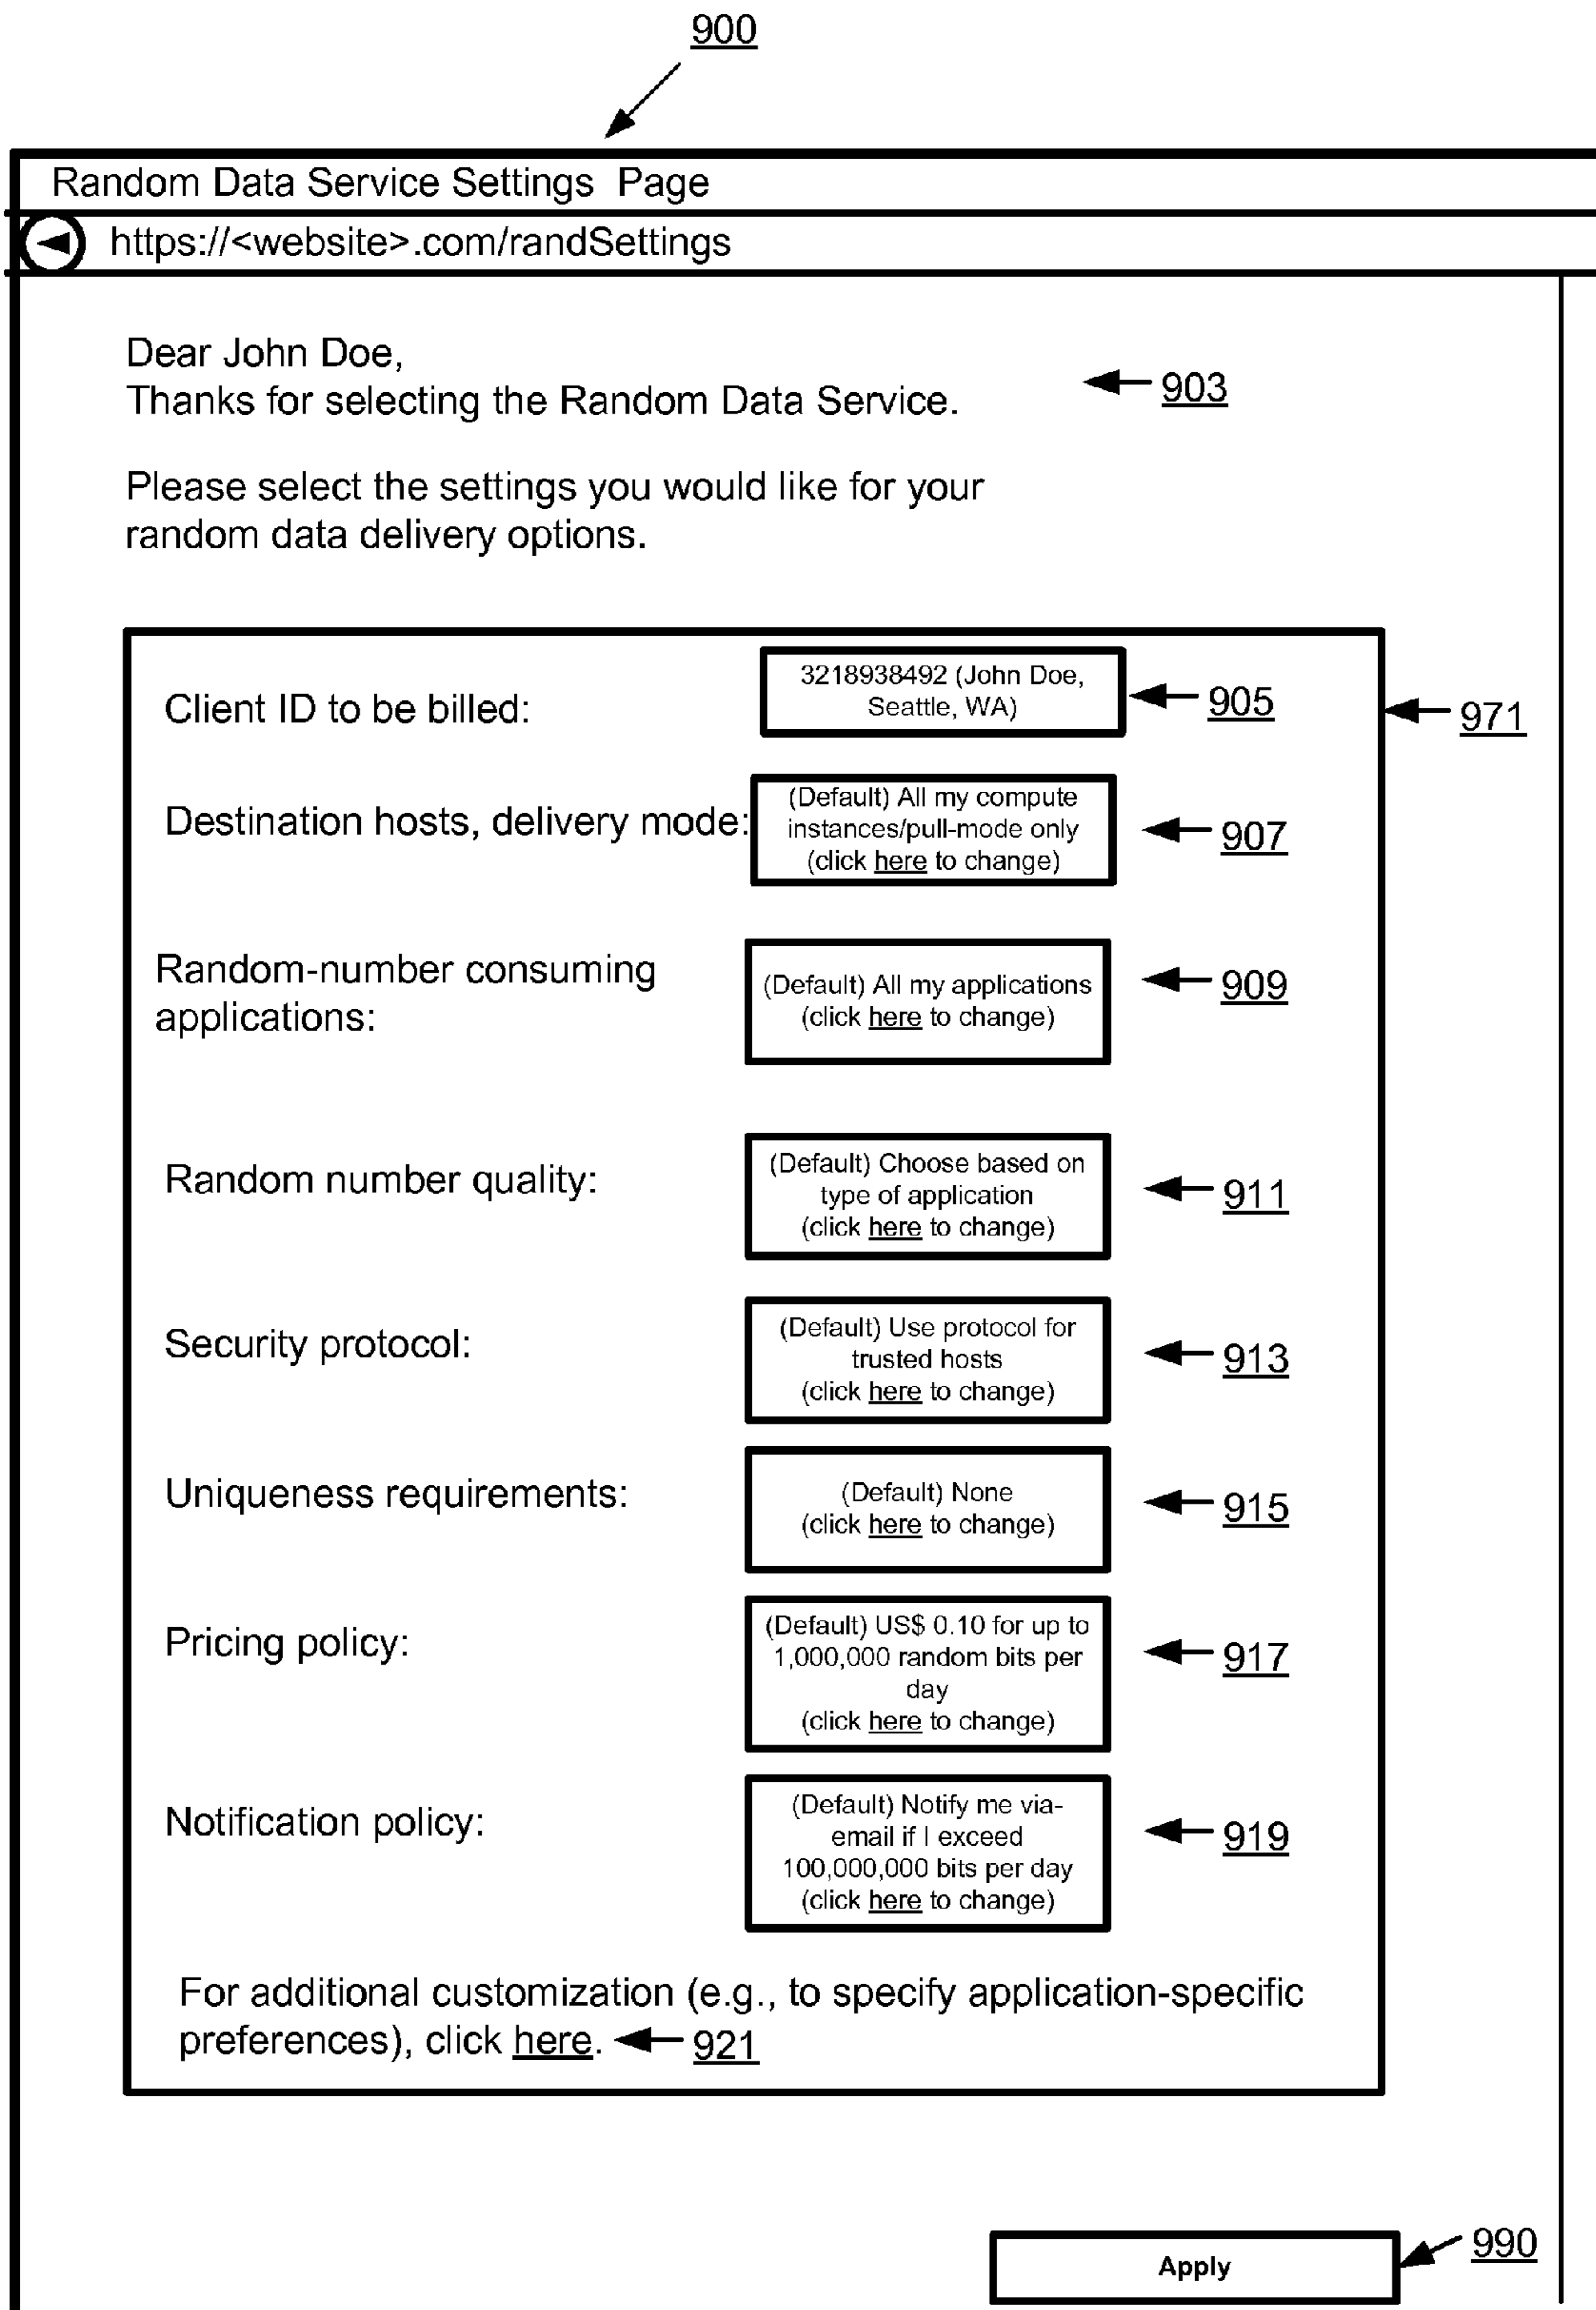 900
Random Data Service Settings Page
https://<website>.com/randSettings
Dear John Doe,
Thanks for selecting the Random Data Service.
903
Please select the settings you would like for your
random data delivery options.
Client ID to be billed:
3218938492 (John Doe,
Seattle, WA)
905
971
Destination hosts, delivery mode:
(Default) All my compute
instances/pull-mode only
(click here to change)
907
Random-number consuming
applications:
(Default) All my applications
(click here to change)
909
Random number quality:
(Default) Choose based on
type of application
(click here to change)
911
Security protocol:
(Default) Use protocol for
trusted hosts
(click here to change)
913
Uniqueness requirements:
(Default) None
(click here to change)
915
Pricing policy:
(Default) US$ 0.10 for up to
1,000,000 random bits per
day
(click here to change)
917
Notification policy:
(Default) Notify me via-
email if I exceed
100,000,000 bits per day
(click here to change)
919
For additional customization (e.g., to specify application-specific
preferences), click here.
921
Apply
990